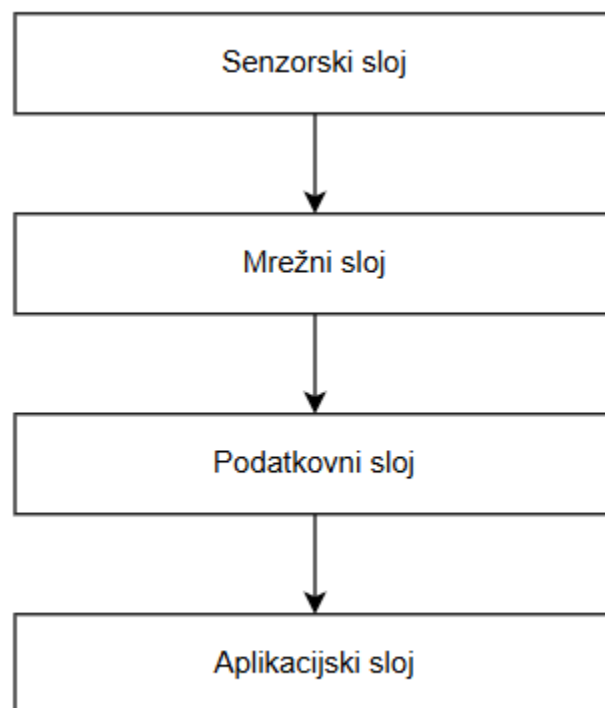 Senzorski sloj
Mrežni sloj
Podatkovni sloj
Aplikacijski sloj